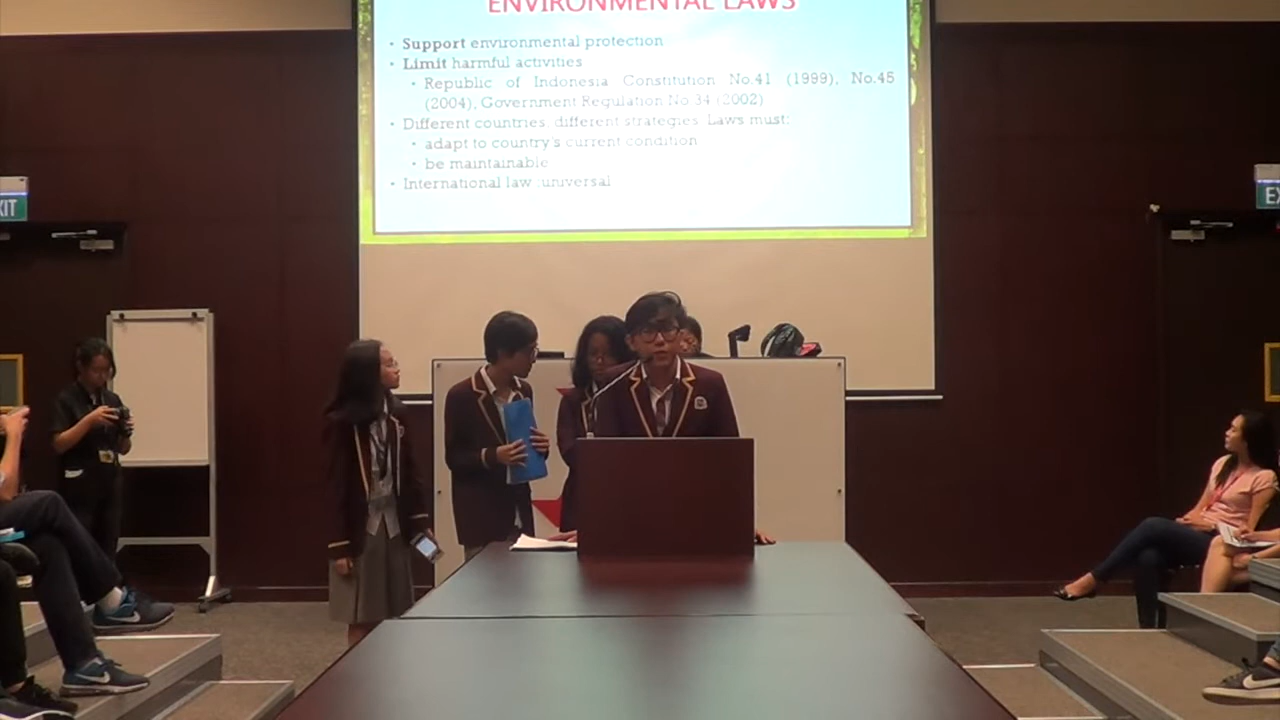 ENVIRONMENTAL LAWS
• Support environmental protection
• Limit harmful activities
• Republic of Indonesia Constitution No.41 (1999), No.45
(2004), Government Regulation No 34 (2002)
• Different countries, different strategies. Laws must:
• adapt to country's current condition
• be maintainable
• International law :universal
EXIT
EX